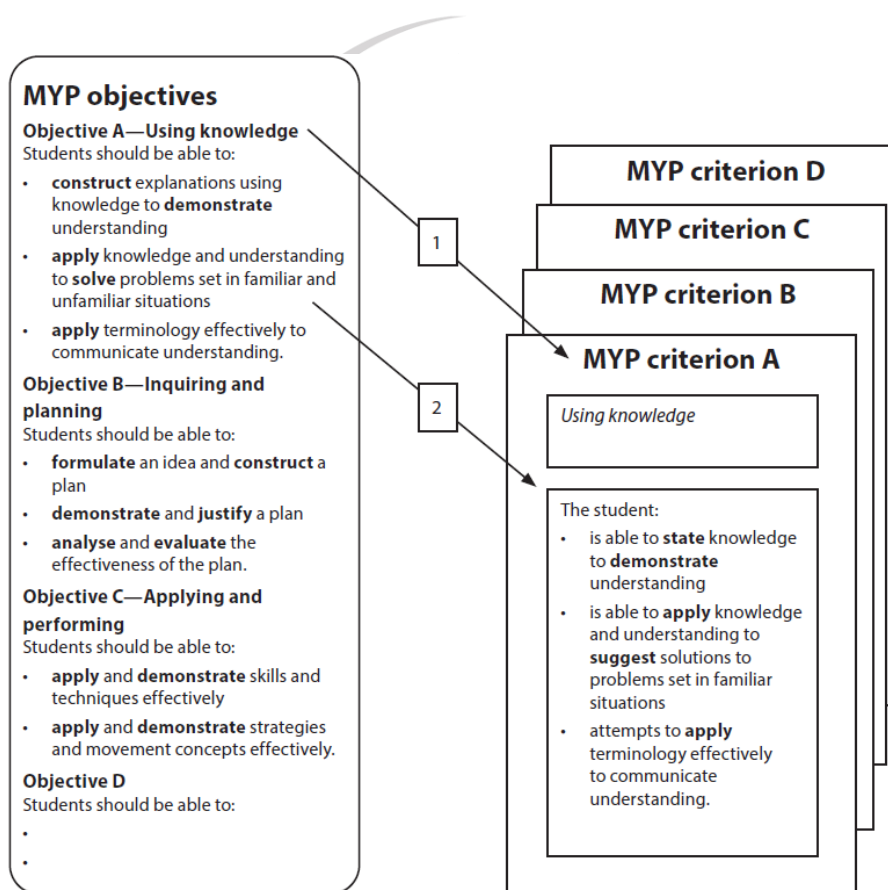 MYP objectives
Objective A—Using knowledge
Students should be able to:
• construct explanations using
knowledge to demonstrate
understanding
• apply knowledge and understanding
to solve problems set in familiar and
unfamiliar situations
• apply terminology effectively to
communicate understanding.
Objective B—Inquiring and
planning
Students should be able to:
• formulate an idea and construct a
plan
• demonstrate and justify a plan
• analyse and evaluate the
effectiveness of the plan.
Objective C—Applying and
performing
Students should be able to:
• apply and demonstrate skills and
techniques effectively
• apply and demonstrate strategies
and movement concepts effectively.
Objective D
Students should be able to:
•
•
1
2
MYP criterion D
MYP criterion C
MYP criterion B
MYP criterion A
Using knowledge
The student:
• is able to state knowledge
to demonstrate
understanding
• is able to apply knowledge
and understanding to
suggest solutions to
problems set in familiar
situations
• attempts to apply
terminology effectively
to communicate
understanding.